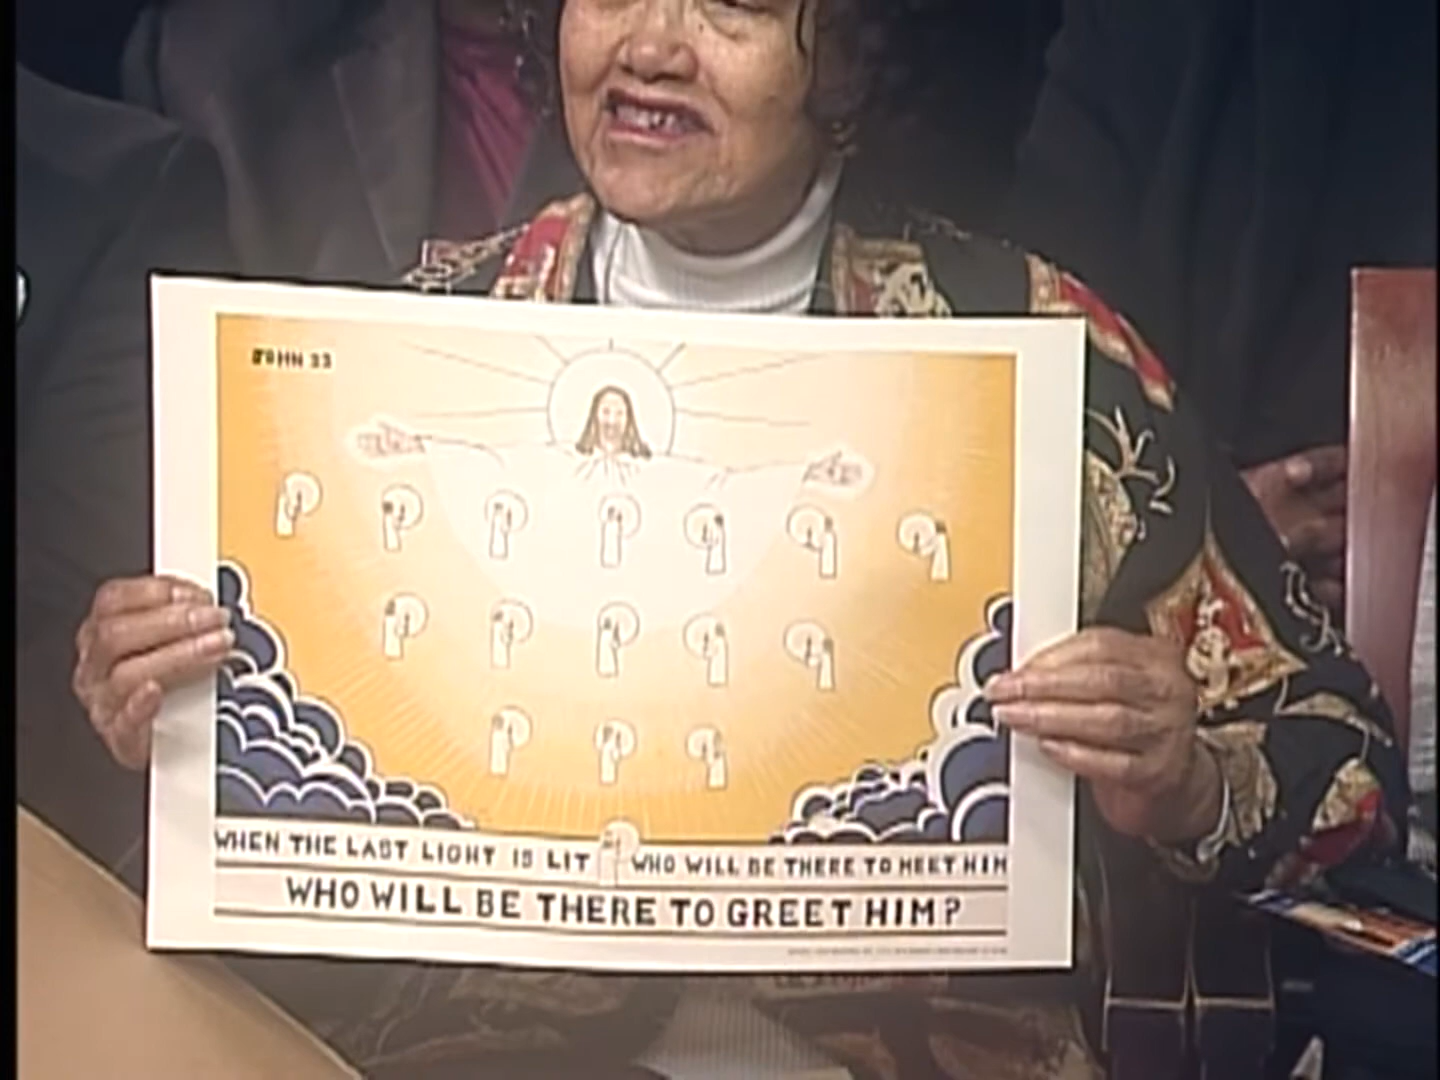 JOHN 33
WHEN THE LAST LIGHT IS LIT WHO WILL BE THERE TO MEET HIM
WHO WILL BE THERE TO GREET HIM?